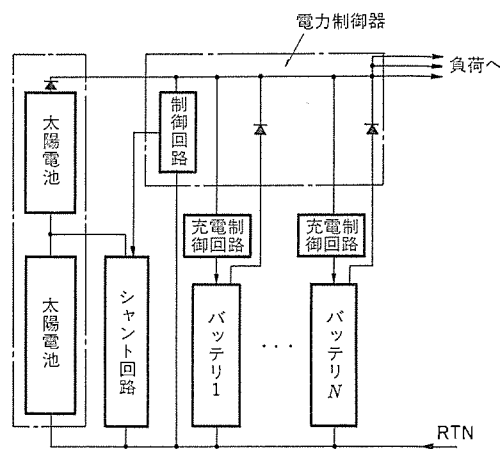 電力制御器
負荷へ
制御回路
太陽電池
充電制
御回路
充電制
御回路
太陽電池
シャント回路
バッテリ1
・・・
バッテリN
RTN